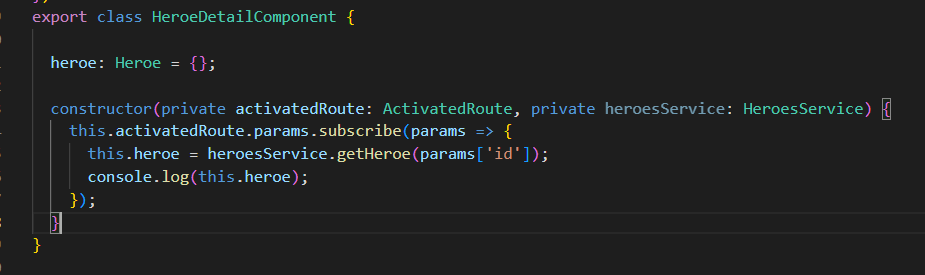 export class HeroeDetailComponent {
heroe: Heroe = {};
constructor(private activatedRoute: ActivatedRoute, private heroesService: HeroesService) {
this.activatedRoute.params.subscribe(params => {
this.heroe = heroesService.getHeroe(params['id']);
console.log(this.heroe);
});
}
}